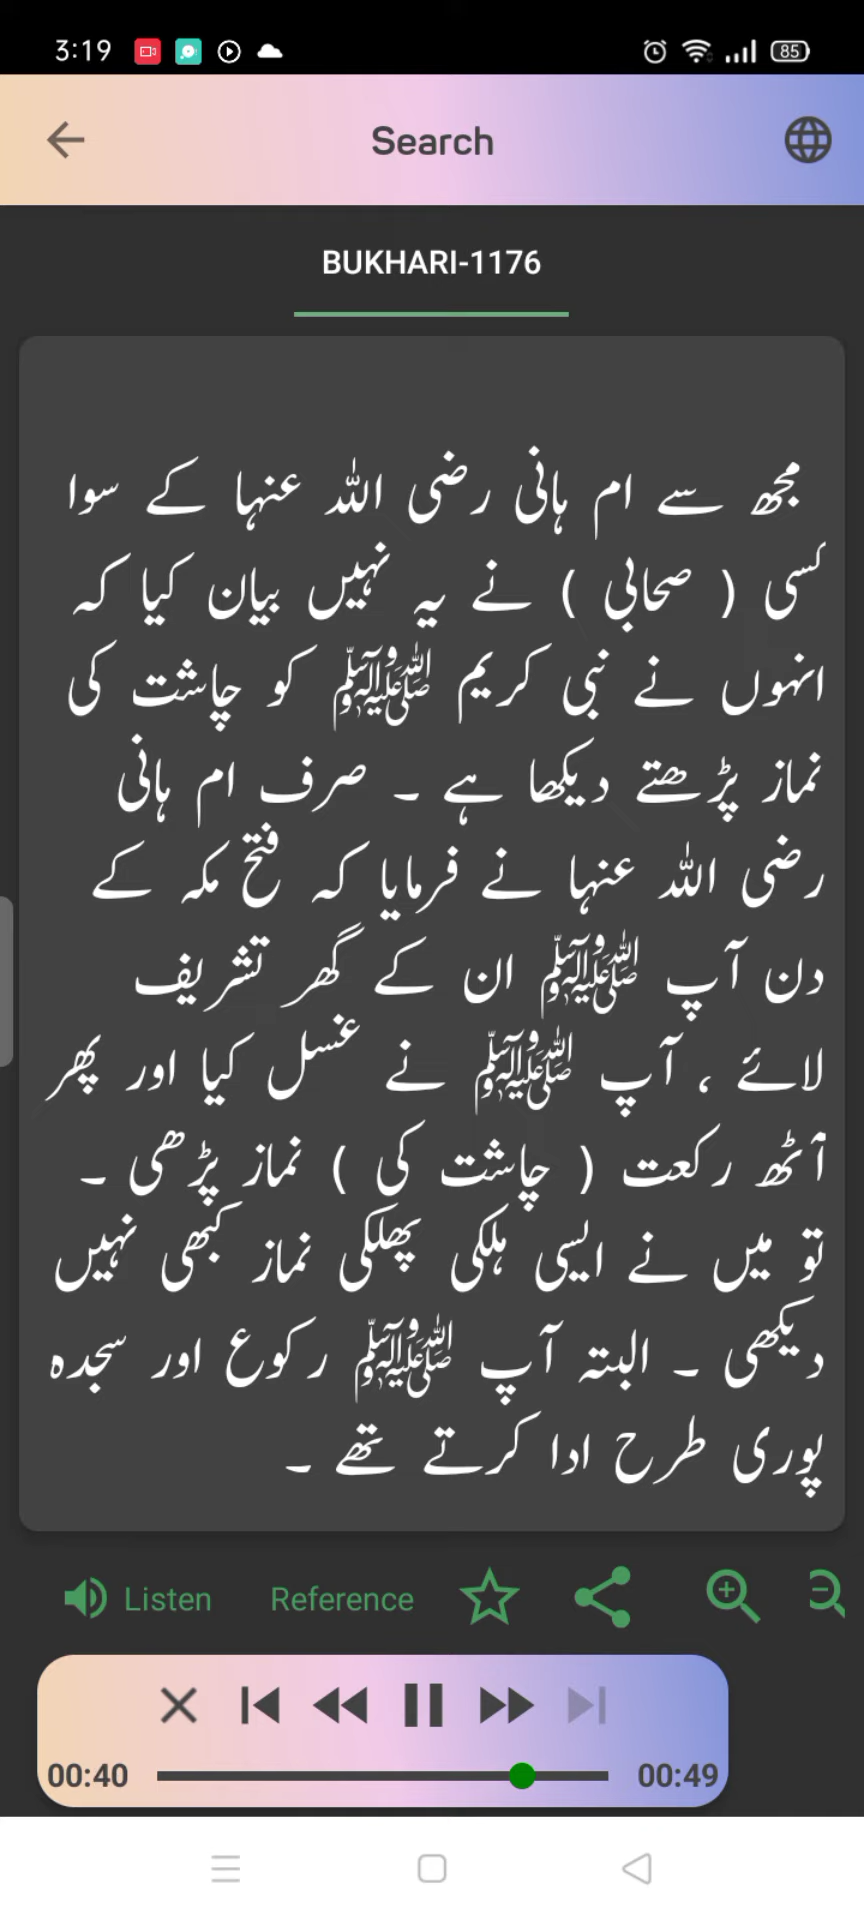 3:19
85
Search
BUKHARI-1176
مجھ سے ام ہانی رضی اللہ عنہا کے سوا
کسی ( صحابی ) نے یہ نہیں بیان کیا کہ
انہوں نے نبی کریم ﷺ کو چاشت کی
نماز پڑھتے دیکھا ہے ۔ صرف ام ہانی
رضی اللہ عنہا نے فرمایا کہ فتح مکہ کے
دن آپ ﷺ ان کے گھر تشریف
لائے ، آپ ﷺ نے غسل کیا اور پھر
آٹھ رکعت ( چاشت کی ) نماز پڑھی ۔
تو میں نے ایسی ہلکی پھلکی نماز کبھی نہیں
دیکھی ۔ البتہ آپ ﷺ رکوع اور سجدہ
پوری طرح ادا کرتے تھے ۔
Listen Reference
00:40 00:49